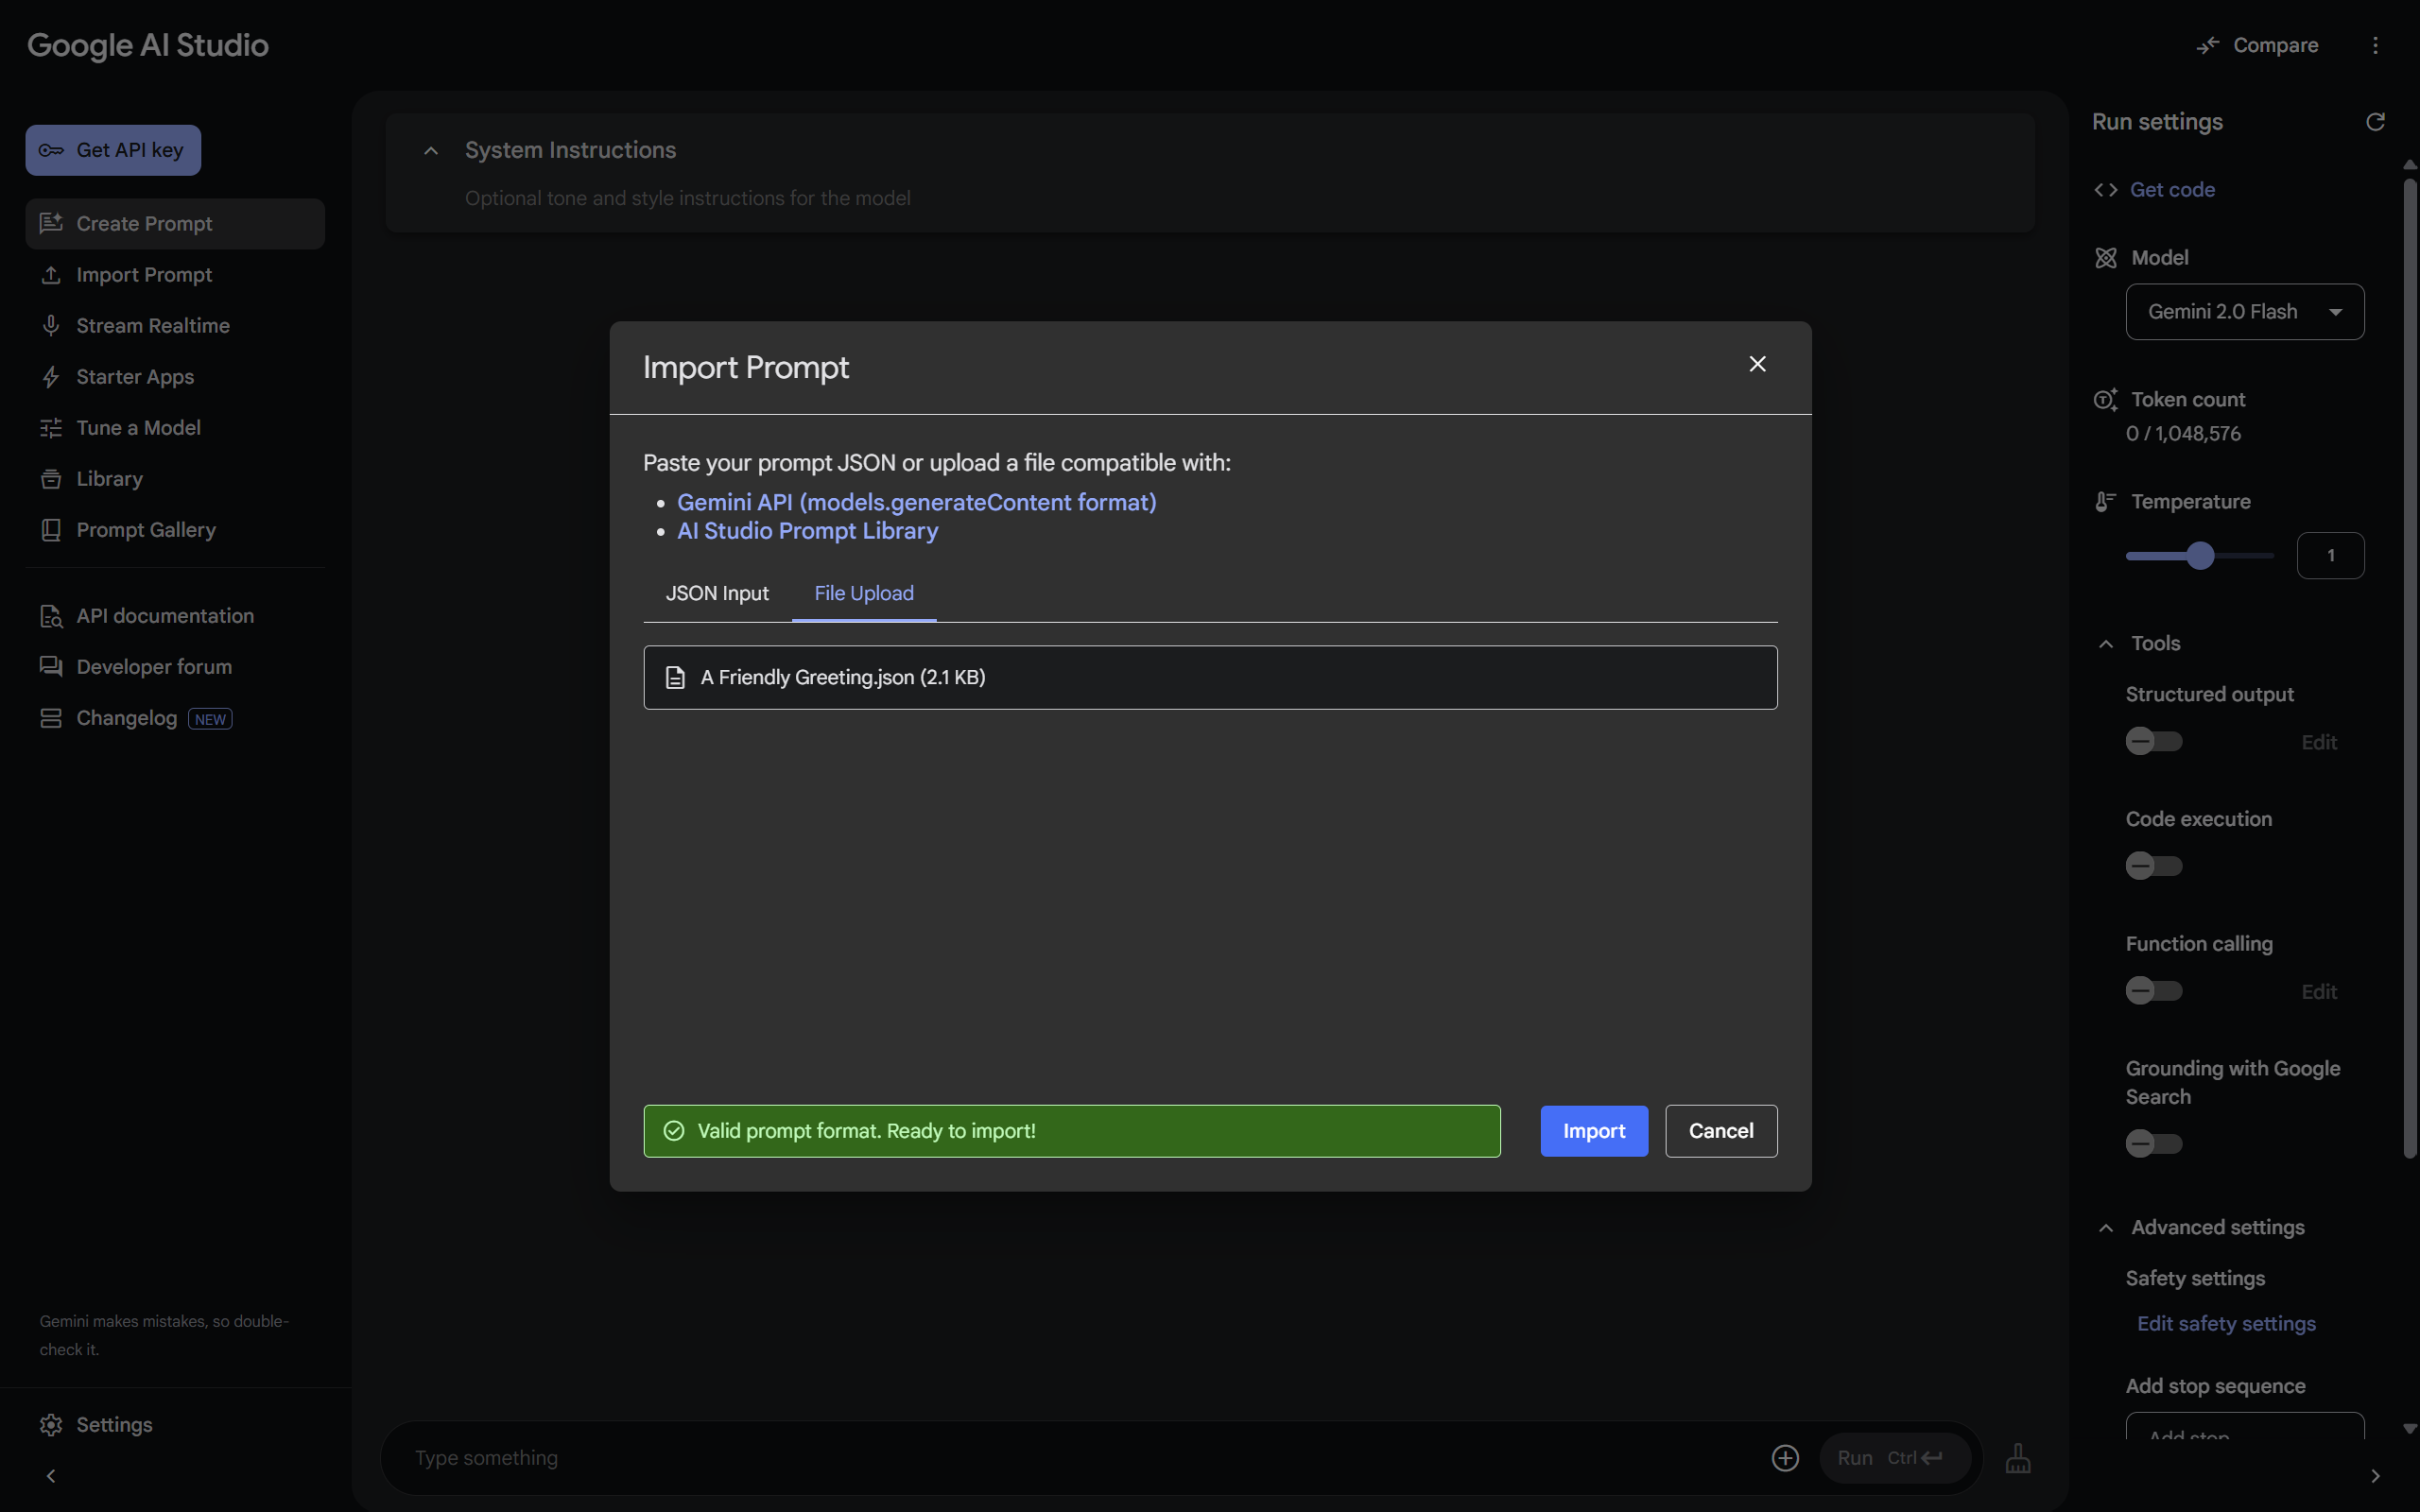 Google AI Studio
Compare
Get API key
Create Prompt
Import Prompt
Stream Realtime
Starter Apps
Tune a Model
Library
Prompt Gallery
API documentation
Developer forum
Changelog NEW
Gemini makes mistakes, so double-
check it.
Settings
System Instructions
Optional tone and style instructions for the model
Import Prompt
Paste your prompt JSON or upload a file compatible with:
• Gemini API (models.generateContent format)
• AI Studio Prompt Library
JSON Input File Upload
A Friendly Greeting.json (2.1 KB)
Valid prompt format. Ready to import!
Import Cancel
Type something
Run Ctrl
Run settings
Get code
Model
Gemini 2.0 Flash
Token count
0 / 1,048,576
Temperature
1
Tools
Structured output
Edit
Code execution
Function calling
Edit
Grounding with Google
Search
Advanced settings
Safety settings
Edit safety settings
Add stop sequence
Add stop